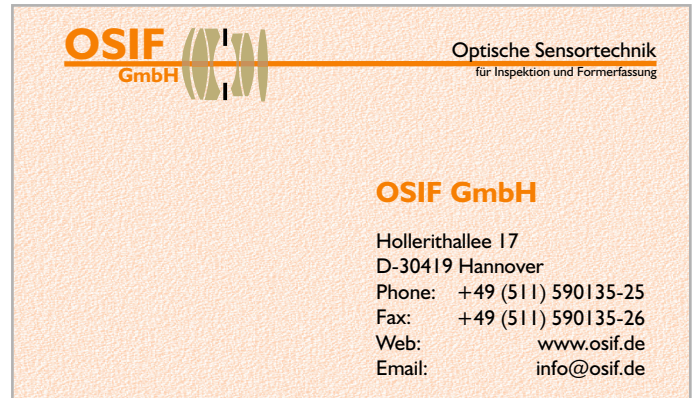 OSIF
GmbH
Optische Sensortechnik
für Inspektion und Formerfassung
OSIF GmbH
Hollerithallee 17
D-30419 Hannover
Phone: +49 (511) 590135-25
Fax: +49 (511) 590135-26
Web: www.osif.de
Email: info@osif.de